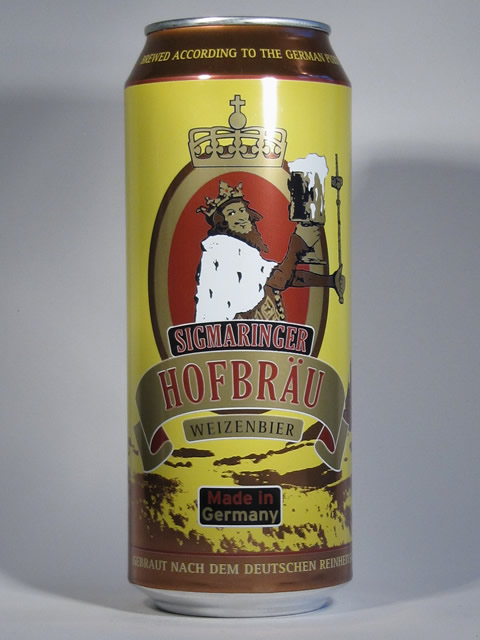 BREWED ACCORDING TO THE GERMAN
SIGMARINGER
HOFBRÄU
WEIZENBIER
Made in
Germany
GEBRAUT NACH DEM DEUTSCHEN